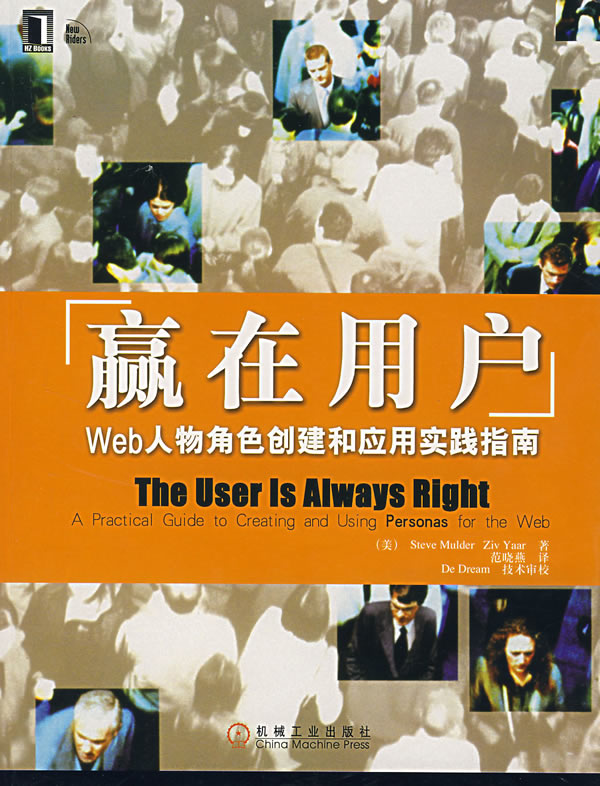 HZ Books
New
Riders
「赢在用户」
Web人物角色创建和应用实践指南
The User Is Always Right
A Practical Guide to Creating and Using Personas for the Web
（美） Steve Mulder Ziv Yaar 著
范晓燕 译
De Dream 技术审校
机械工业出版社
China Machine Press